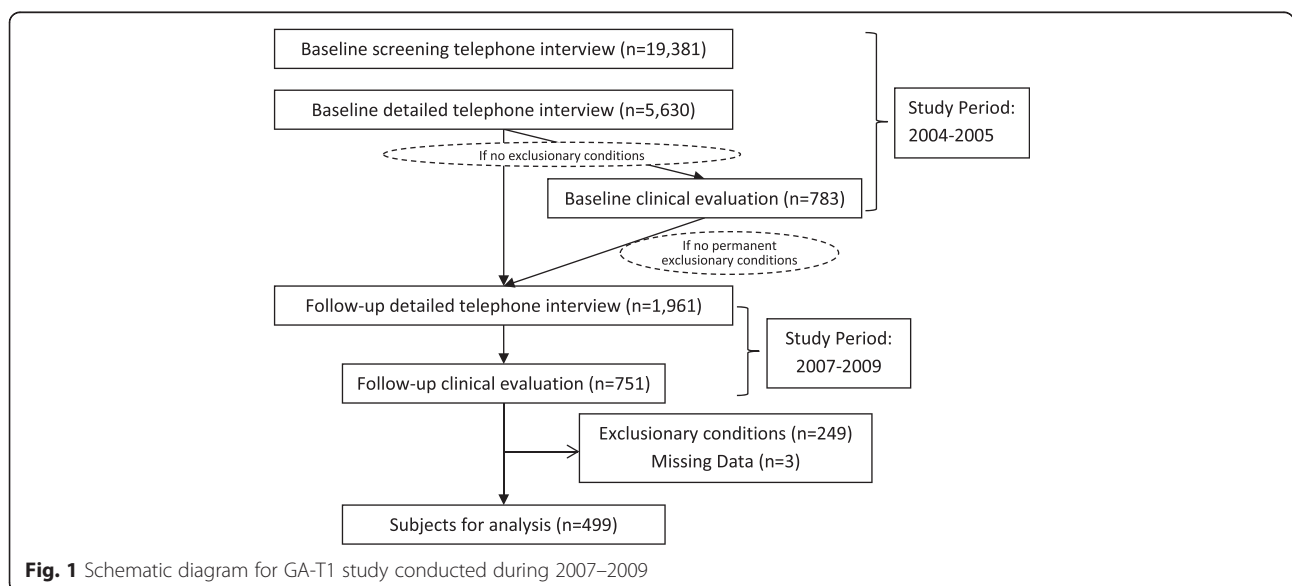 Baseline screening telephone interview (n=19,381)
Baseline detailed telephone interview (n=5,630)
Study Period:
2004-2005
If no exclusionary conditions
Baseline clinical evaluation (n=783)
If no permanent
exclusionary conditions
Follow-up detailed telephone interview (n=1,961)
Study Period:
2007-2009
Follow-up clinical evaluation (n=751)
Exclusionary conditions (n=249)
Missing Data (n=3)
Subjects for analysis (n=499)
Fig. 1 Schematic diagram for GA-T1 study conducted during 2007–2009